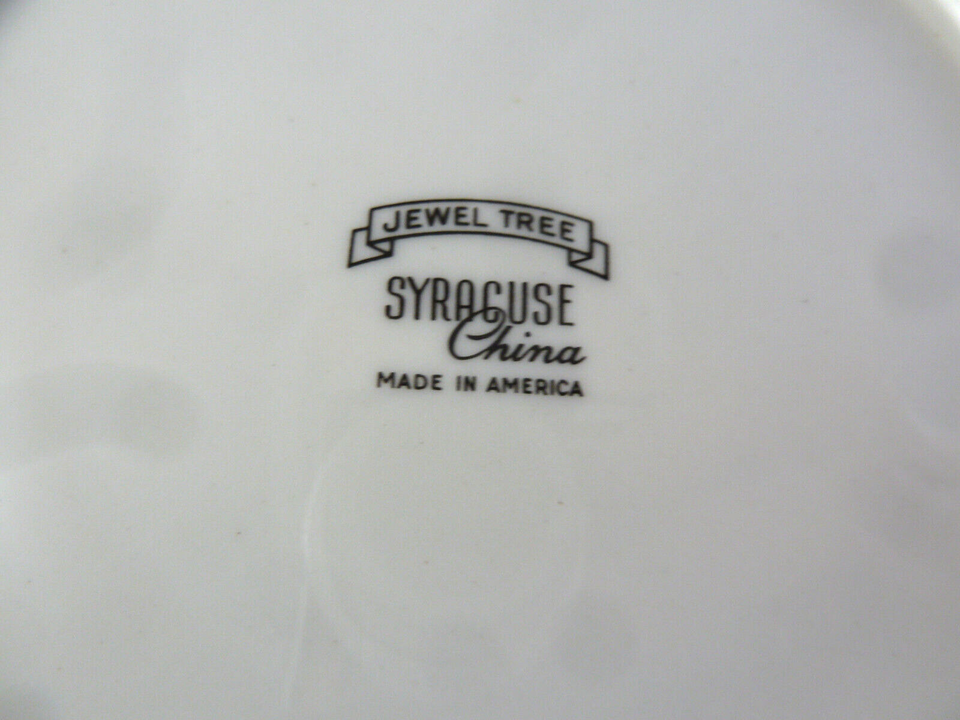 JEWEL TREE
SYRACUSE
China
MADE IN AMERICA